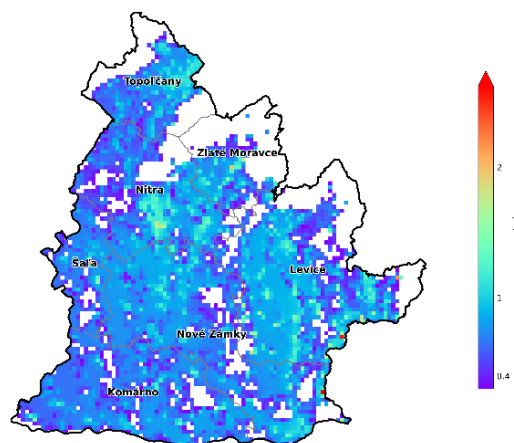 Topoľčany
Zlaté Moravce
Nitra
Šaľa
Levice
Nové Zámky
Komárno
2
1
0.4